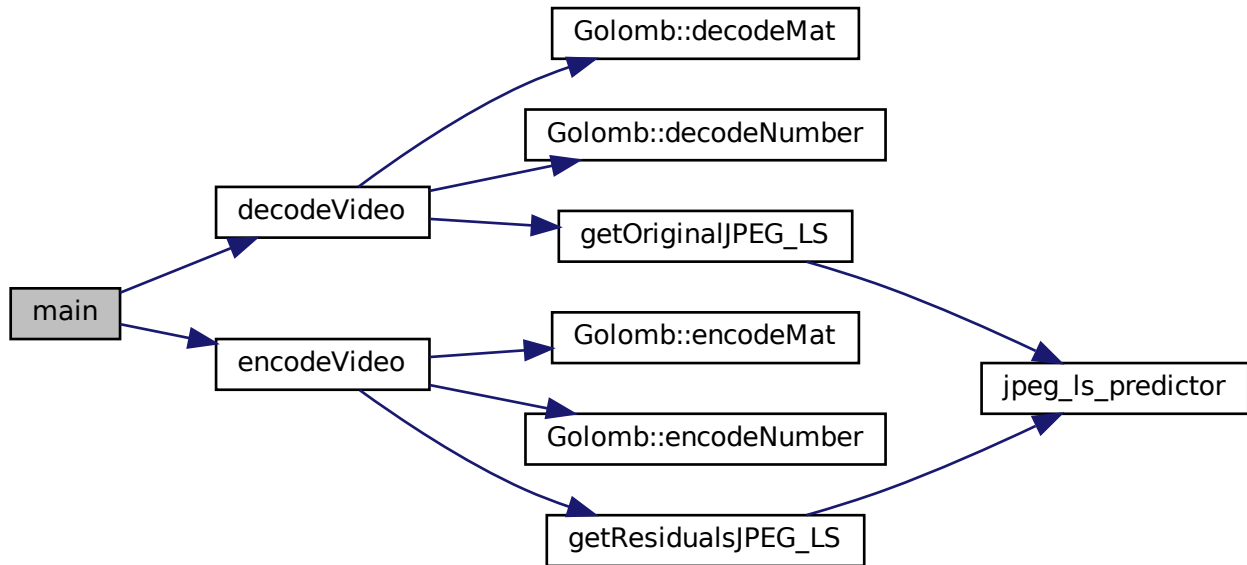 main
decodeVideo
encodeVideo
Golomb::decodeMat
Golomb::decodeNumber
getOriginalJPEG_LS
Golomb::encodeMat
Golomb::encodeNumber
getResidualsJPEG_LS
jpeg_ls_predictor